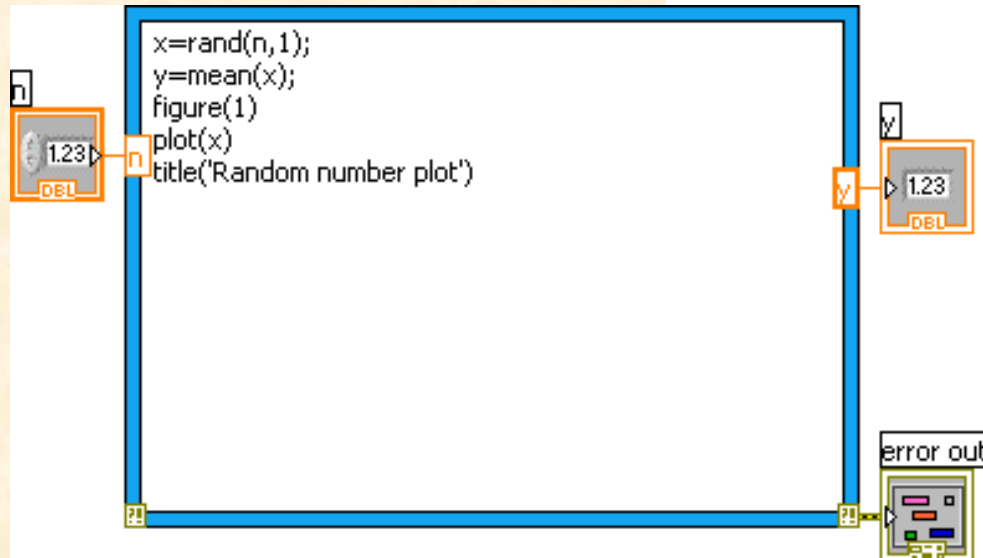 x=rand(n,1);
y=mean(x);
figure(1)
plot(x)
title('Random number plot')
n
1.23
DBL
n
y
y
1.23
DBL
error out
?!
?!